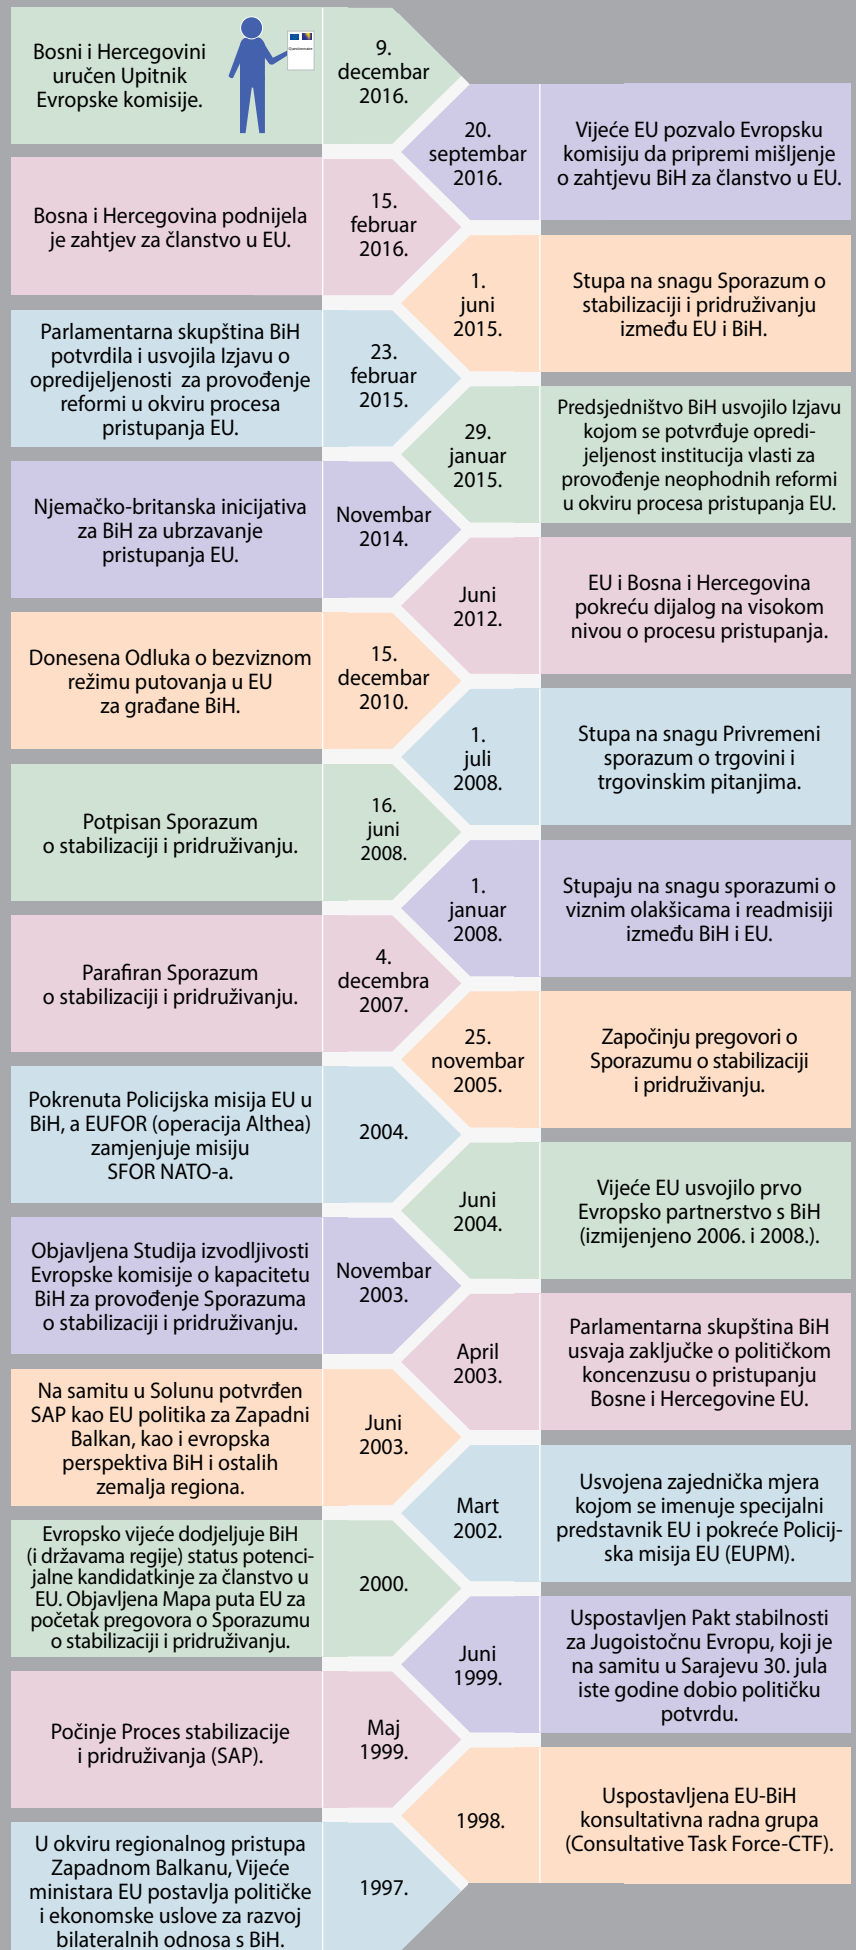 Bosni i Hercegovini
uručen Upitnik
Evropske komisije.
Questionnaire
9.
decembar
2016.
20.
septembar
2016.
Vijeće EU pozvalo Evropsku
komisiju da pripremi mišljenje
o zahtjevu BiH za članstvo u EU.
Bosna i Hercegovina podnijela
je zahtjev za članstvo u EU.
15.
februar
2016.
1.
juni
2015.
Stupa na snagu Sporazum o
stabilizaciji i pridruživanju
između EU i BiH.
Parlamentarna skupština BiH
potvrdila i usvojila Izjavu o
opredijeljenosti za provođenje
reformi u okviru procesa
pristupanja EU.
23.
februar
2015.
29.
januar
2015.
Predsjedništvo BiH usvojilo Izjavu
kojom se potvrđuje opredi-
jeljenost institucija vlasti za
provođenje neophodnih reformi
u okviru procesa pristupanja EU.
Njemačko-britanska inicijativa
za BiH za ubrzavanje
pristupanja EU.
Novembar
2014.
Juni
2012.
EU i Bosna i Hercegovina
pokreću dijalog na visokom
nivou o procesu pristupanja.
Donesena Odluka o bezviznom
režimu putovanja u EU
za građane BiH.
15.
decembar
2010.
1.
juli
2008.
Stupa na snagu Privremeni
sporazum o trgovini i
trgovinskim pitanjima.
Potpisan Sporazum
o stabilizaciji i pridruživanju.
16.
juni
2008.
1.
januar
2008.
Stupaju na snagu sporazumi o
viznim olakšicama i readmisiji
između BiH i EU.
Parafiran Sporazum
o stabilizaciji i pridruživanju.
4.
decembra
2007.
25.
novembar
2005.
Započinju pregovori o
Sporazumu o stabilizaciji
i pridruživanju.
Pokrenuta Policijska misija EU u
BiH, a EUFOR (operacija Althea)
zamjenjuje misiju
SFOR NATO-a.
2004.
Juni
2004.
Vijeće EU usvojilo prvo
Evropsko partnerstvo s BiH
(izmijenjeno 2006. i 2008.).
Objavljena Studija izvodljivosti
Evropske komisije o kapacitetu
BiH za provođenje Sporazuma
o stabilizaciji i pridruživanju.
Novembar
2003.
April
2003.
Parlamentarna skupština BiH
usvaja zaključke o političkom
koncenzusu o pristupanju
Bosne i Hercegovine EU.
Na samitu u Solunu potvrđen
SAP kao EU politika za Zapadni
Balkan, kao i evropska
perspektiva BiH i ostalih
zemalja regiona.
Juni
2003.
Mart
2002.
Usvojena zajednička mjera
kojom se imenuje specijalni
predstavnik EU i pokreće Policij-
ska misija EU (EUPM).
Evropsko vijeće dodjeljuje BiH
(i državama regije) status potenci-
jalne kandidatkinje za članstvo u
EU. Objavljena Mapa puta EU za
početak pregovora o Sporazumu
o stabilizaciji i pridruživanju.
2000.
Juni
1999.
Uspostavljen Pakt stabilnosti
za Jugoistočnu Evropu, koji je
na samitu u Sarajevu 30. jula
iste godine dobio političku
potvrdu.
Počinje Proces stabilizacije
i pridruživanja (SAP).
Maj
1999.
1998.
Uspostavljena EU-BiH
konsultativna radna grupa
(Consultative Task Force-CTF).
U okviru regionalnog pristupa
Zapadnom Balkanu, Vijeće
ministara EU postavlja političke
i ekonomske uslove za razvoj
bilateralnih odnosa s BiH.
1997.